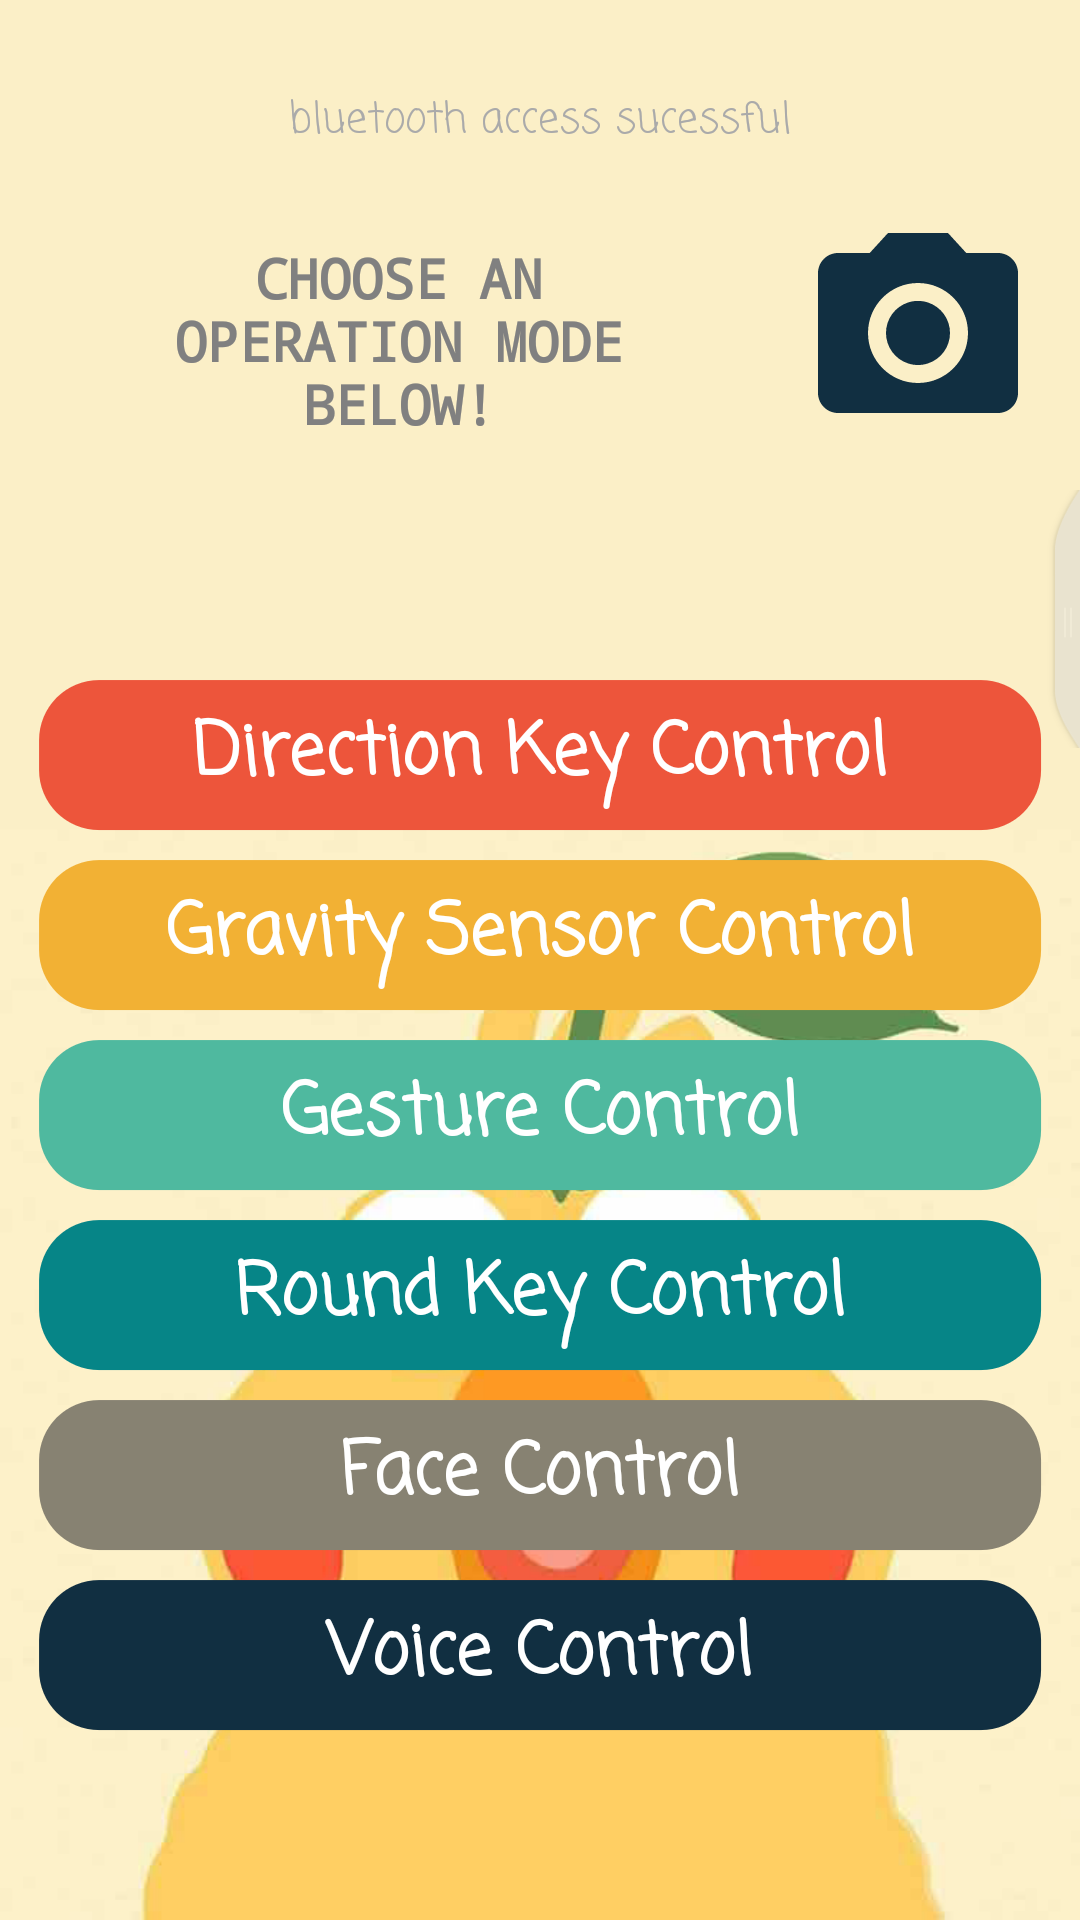 bluetooth access sucessful
CHOOSE AN
OPERATION MODE
BELOW!
Direction Key Control
Gravity Sensor Control
Gesture Control
Round Key Control
Face Control
Voice Control